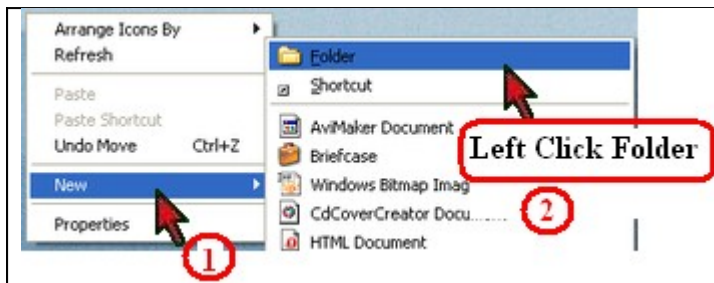 Arrange Icons By
Refresh
Paste
Paste Shortcut
Undo Move Ctrl+Z
New
Properties
Folder
Shortcut
AviMaker Document
Briefcase
Windows Bitmap Imag
CdCoverCreator Docu......
HTML Document
Left Click Folder
1
2